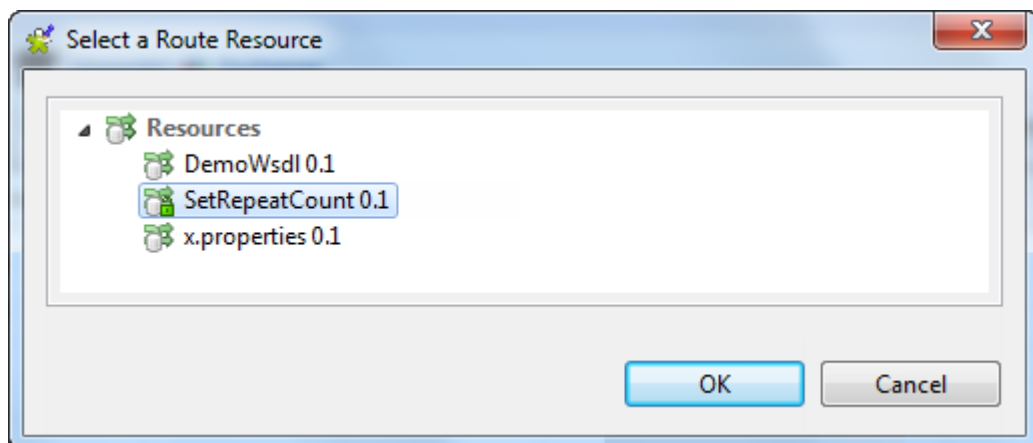 Select a Route Resource
Resources
DemoWsdl 0.1
SetRepeatCount 0.1
x.properties 0.1
OK
Cancel